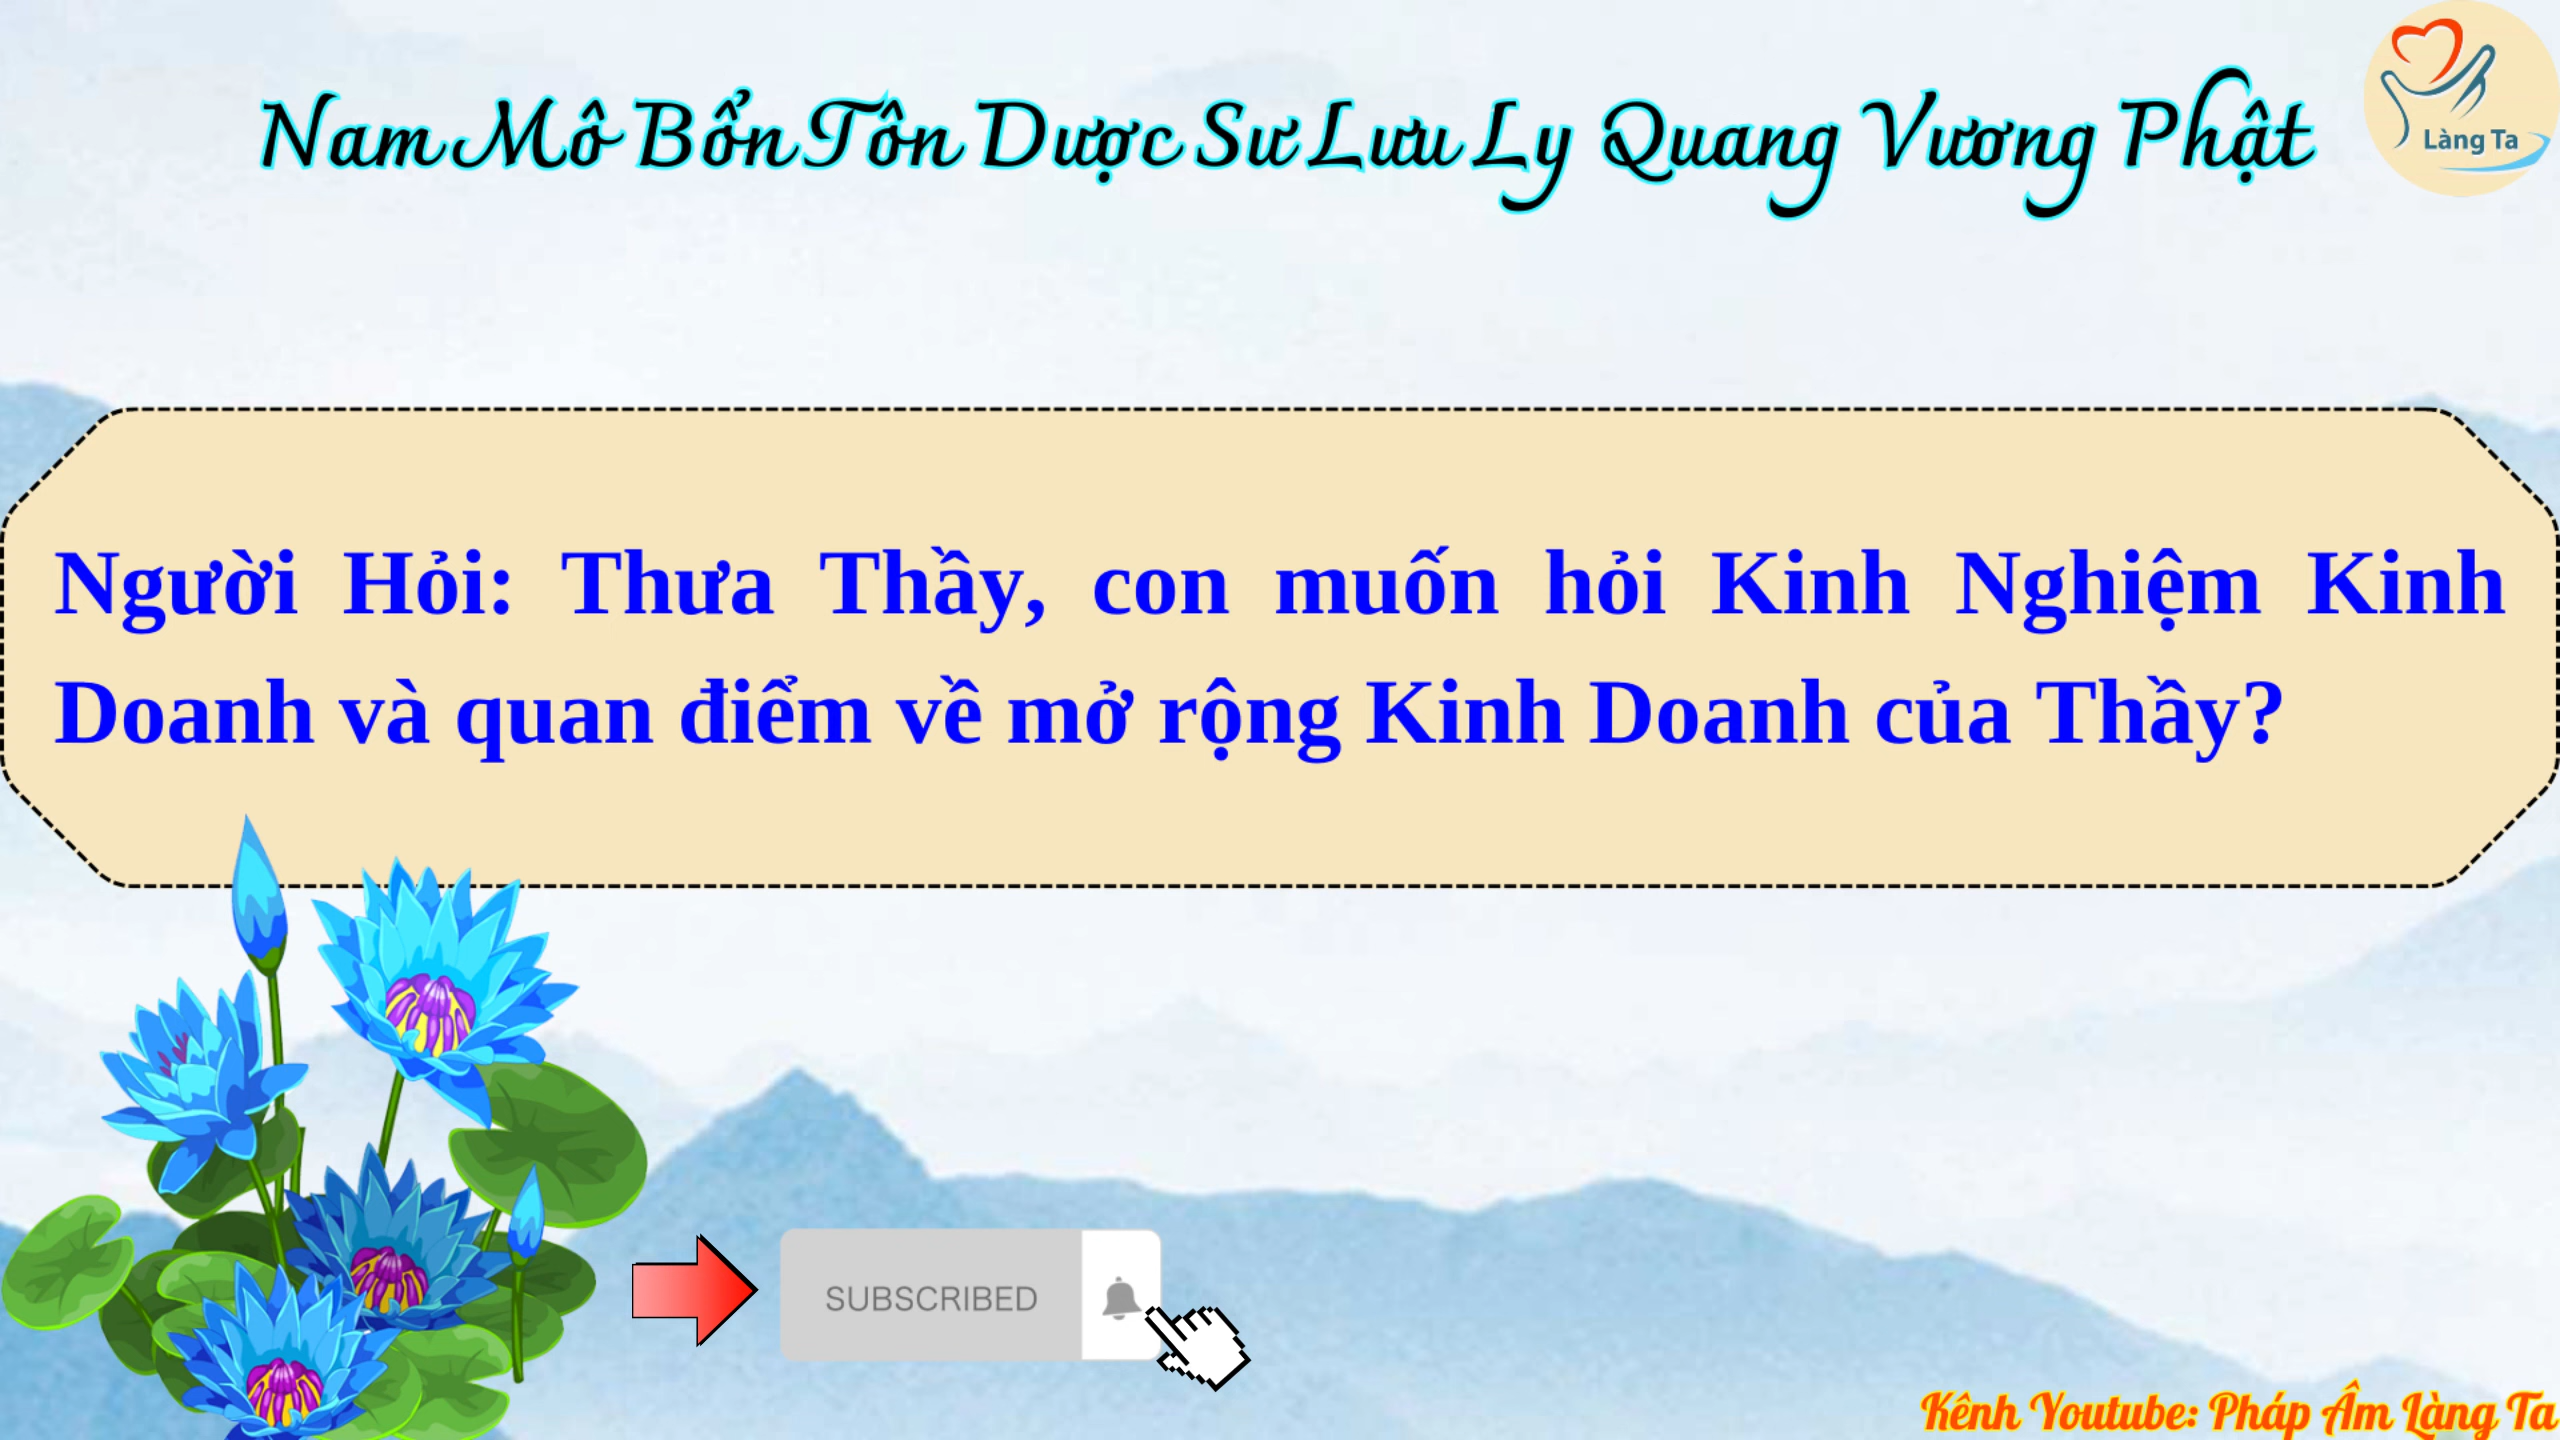 Nam Mô Bổn Tôn Dược Sư Lưu Ly Quang Vương Phật
Làng Ta
Người Hỏi: Thưa Thầy, con muốn hỏi Kinh Nghiệm Kinh
Doanh và quan điểm về mở rộng Kinh Doanh của Thầy?
SUBSCRIBED
Kênh Youtube: Pháp Âm Làng Ta